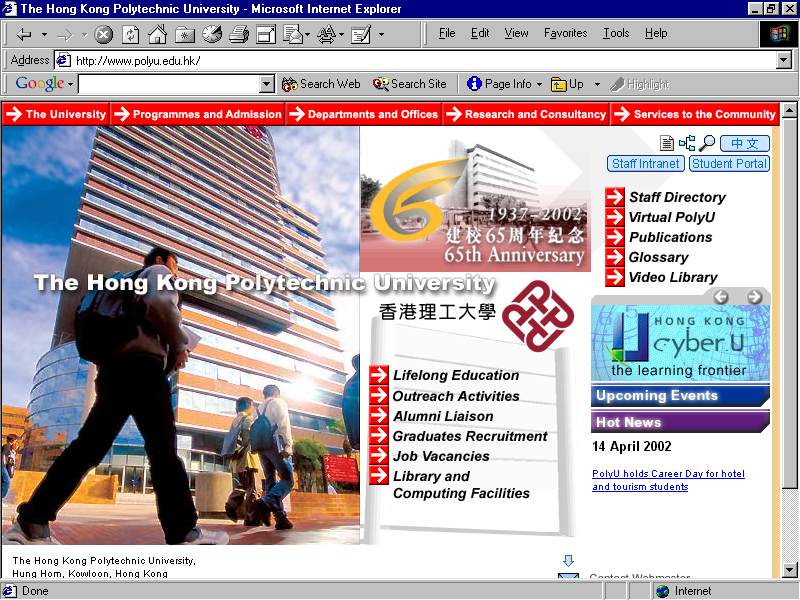 The Hong Kong Polytechnic University - Microsoft Internet Explorer
File Edit View Favorites Tools Help
Address http://www.polyu.edu.hk/
Google Search Web Search Site Page Info Up Highlight
The University Programmes and Admission Departments and Offices Research and Consultancy Services to the Community
中文
Staff Intranet Student Portal
1937-2002
建校65周年紀念
65th Anniversary
Staff Directory
Virtual PolyU
Publications
Glossary
Video Library
The Hong Kong Polytechnic University
香港理工大學
HONG KONG
cyber U
the learning frontier
Lifelong Education
Outreach Activities
Alumni Liaison
Graduates Recruitment
Job Vacancies
Library and
Computing Facilities
Upcoming Events
Hot News
14 April 2002
PolyU holds Career Day for hotel
and tourism students
The Hong Kong Polytechnic University,
Hung Hom, Kowloon, Hong Kong
Contact Webmaster
Done Internet